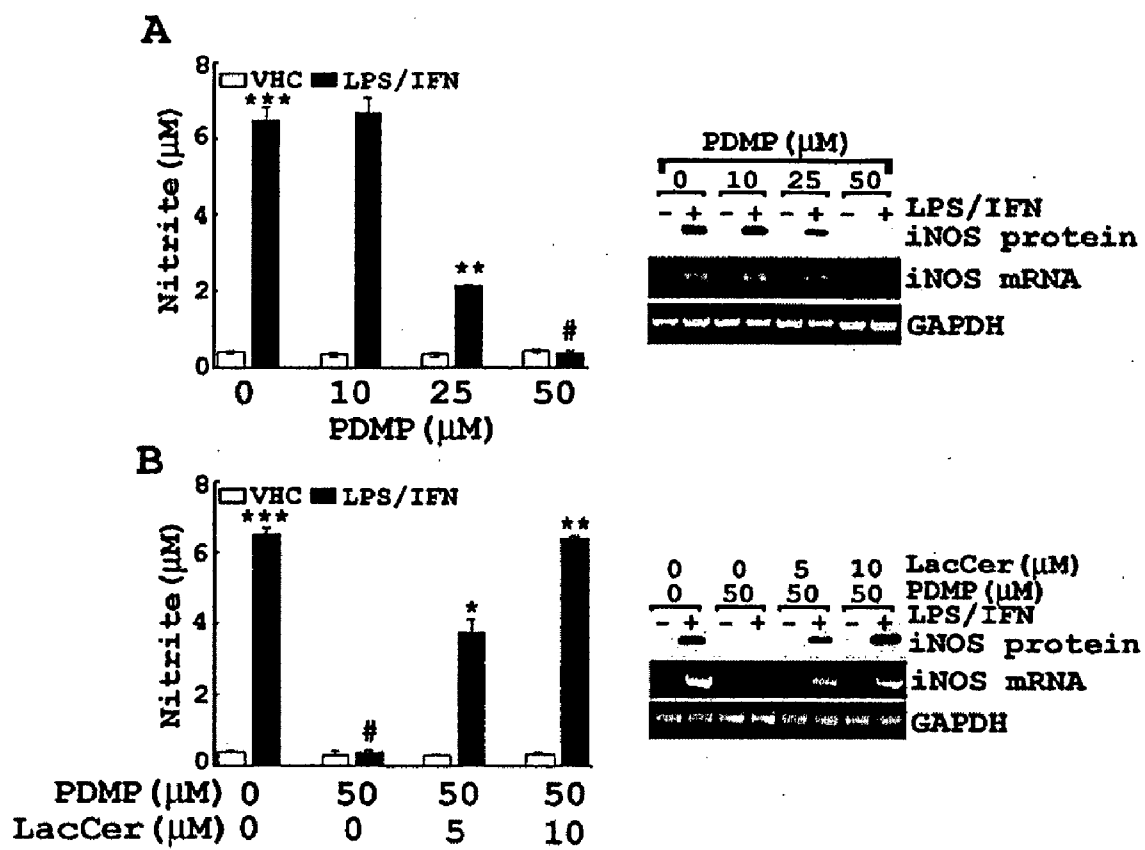 A
8
VHC LPS/IFN
***
6
Nitrite (µM)
4
**
2
#
0
0 10 25 50
PDMP (µM)
PDMP (µM)
0 10 25 50
- + - + - + - + LPS/IFN
iNOS protein
iNOS mRNA
GAPDH
B
8
VHC LPS/IFN
***
**
6
Nitrite (µM)
*
4
2
#
0
PDMP (µM) 0 50 50 50
LacCer (µM) 0 0 5 10
0 0 5 10 LacCer (µM)
0 50 50 50 PDMP (µM)
- + - + - + - + LPS/IFN
iNOS protein
iNOS mRNA
GAPDH